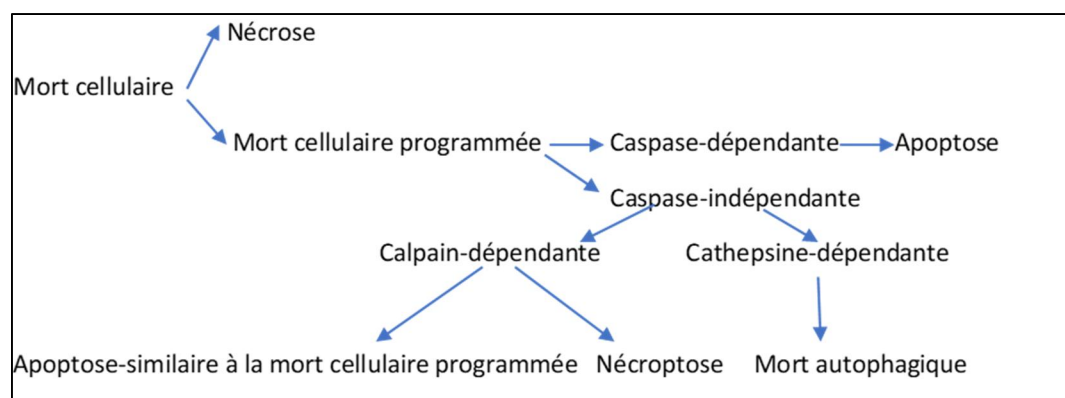 Nécrose
Mort cellulaire
Mort cellulaire programmée Caspase-dépendante Apoptose
Caspase-indépendante
Calpain-dépendante Cathepsine-dépendante
Apoptose-similaire à la mort cellulaire programmée Nécroptose Mort autophagique